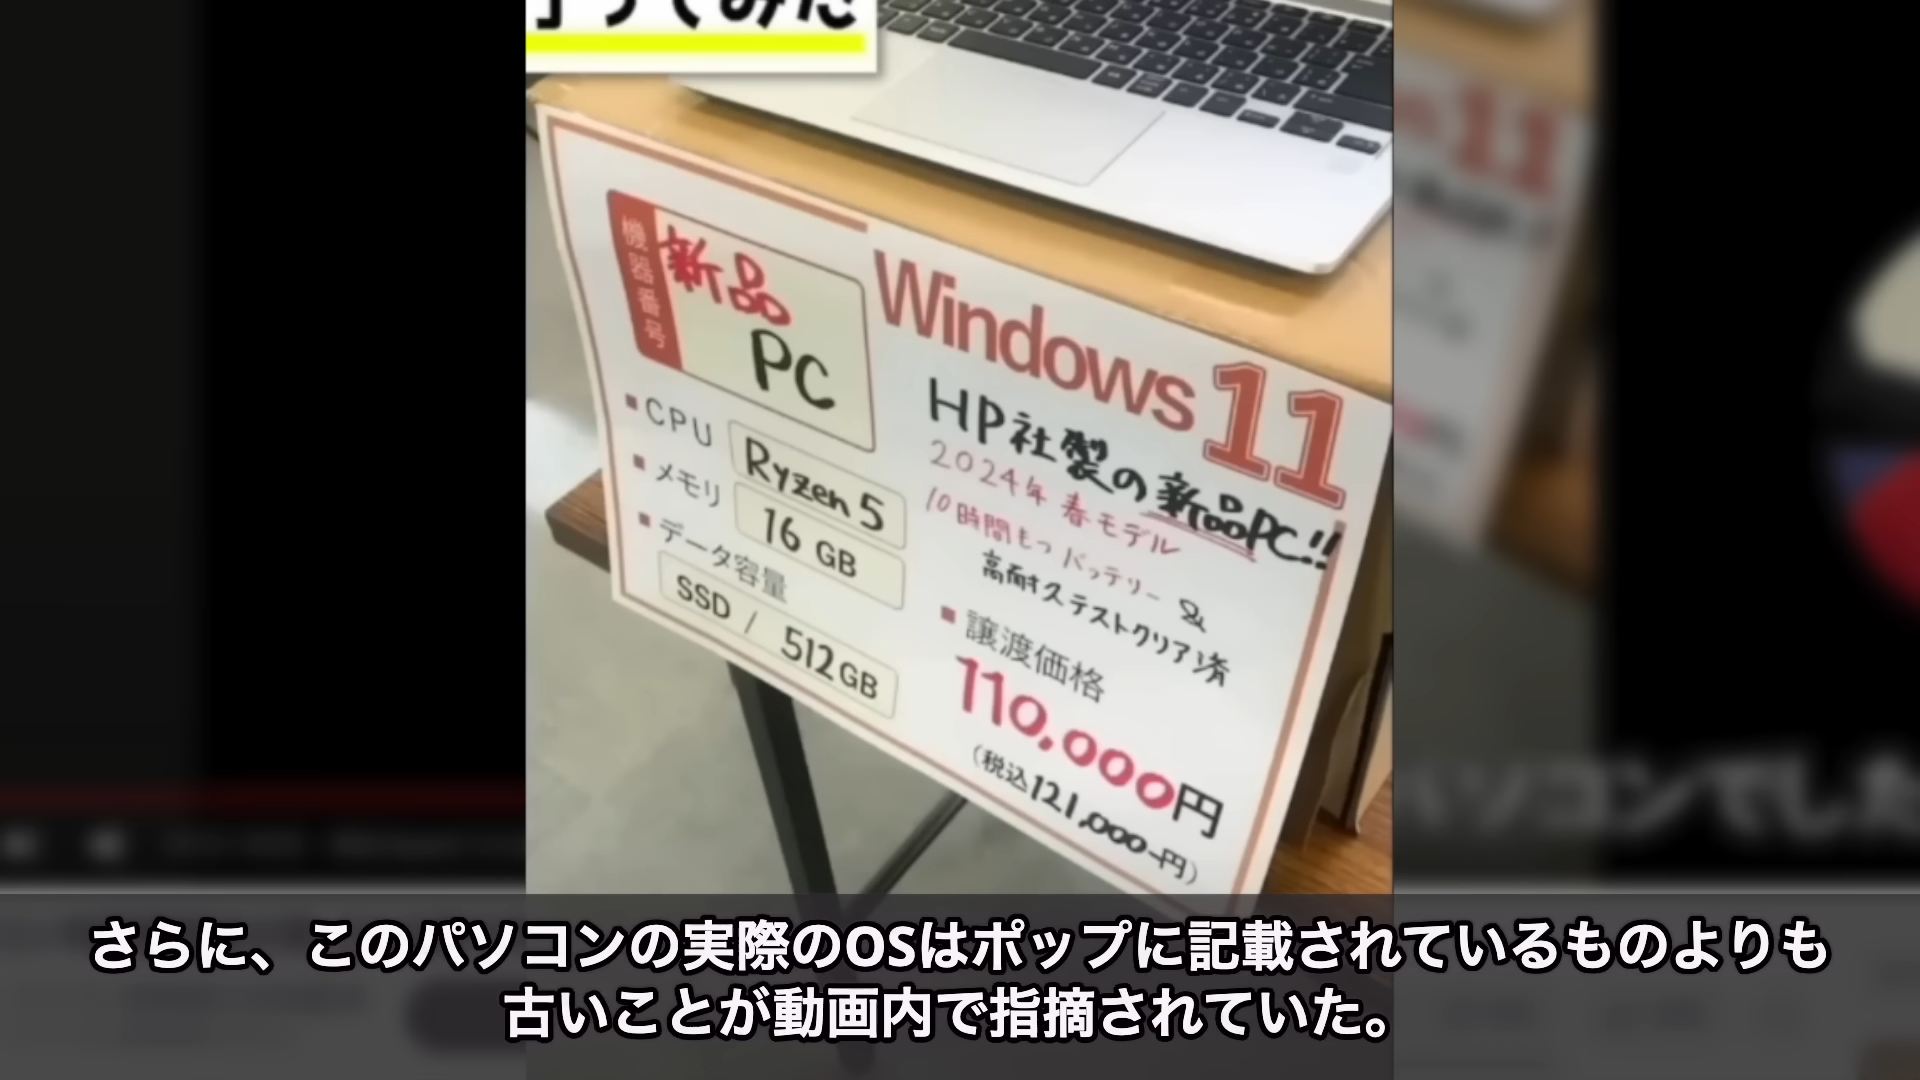 ってみた
Windows 11
機器番号
新品
PC
CPU
Ryzen 5
メモリ
16 GB
データ容量
SSD / 512GB
HP社製の新品PC!!
2024年 春モデル
10時間もつ バッテリー &
高耐久テストクリア済
譲渡価格
110,000円
(税込121,000円)
さらに、このパソコンの実際のOSはポップに記載されているものよりも
古いことが動画内で指摘されていた。